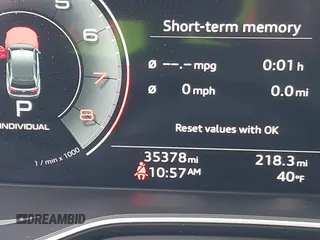 Short-term memory
Ø --.- mpg 0:01 h
Ø 0 mph 0.0 mi
Reset values with OK
6
7
8
P
INDIVIDUAL
1 / min x 1000
35378 mi 218.3 mi
10:57 AM 40°F
DREAMBID